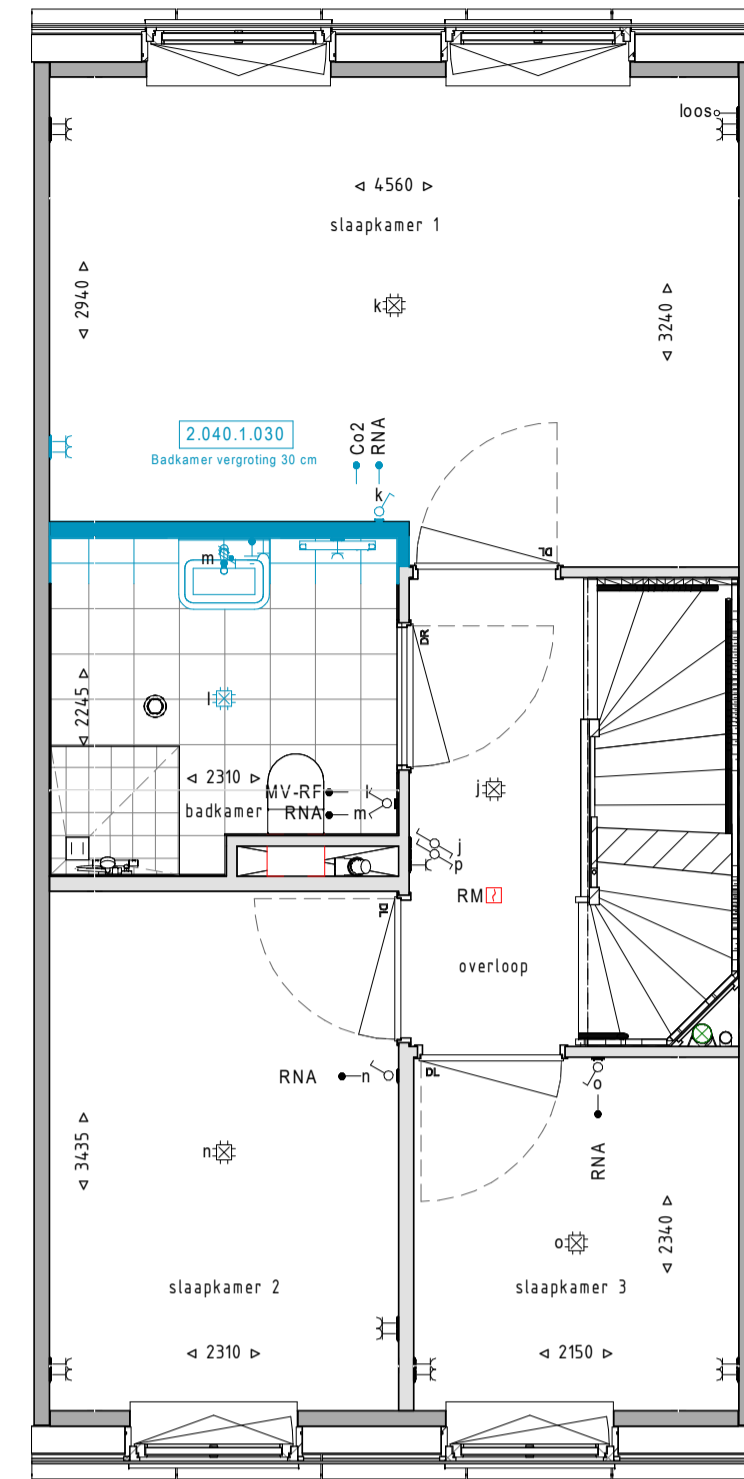 loos
4560
slaapkamer 1
2940
3240
k
2.040.1.030
Badkamer vergroting 30 cm
Co2
RNA
k
DL
m
DR
2245
l
2310
badkamer
MV-RF
l
RNA
m
j
j
p
RM
overloop
DL
DL
RNA
n
o
RNA
3435
n
o
2340
slaapkamer 2
slaapkamer 3
2310
2150